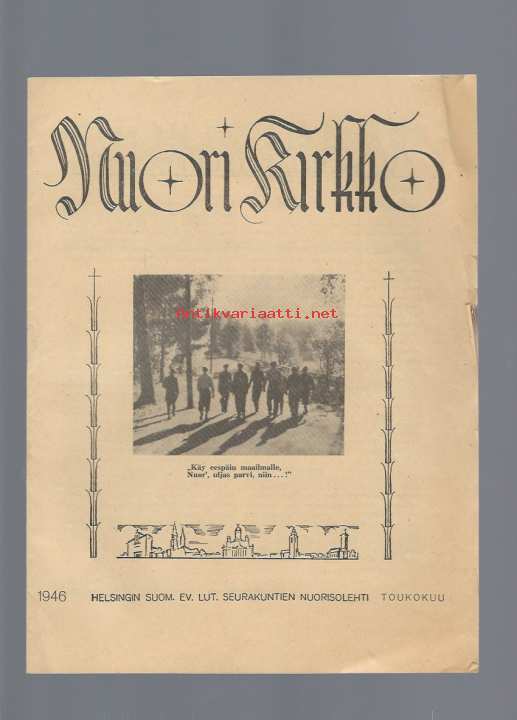 Nuori Kirkko
antikvariaatti.net
„Käy eespäin maailmalle,
Nuor', uljas parvi, niin...!"
1946 HELSINGIN SUOM. EV. LUT. SEURAKUNTIEN NUORISOLEHTI TOUKOKUU